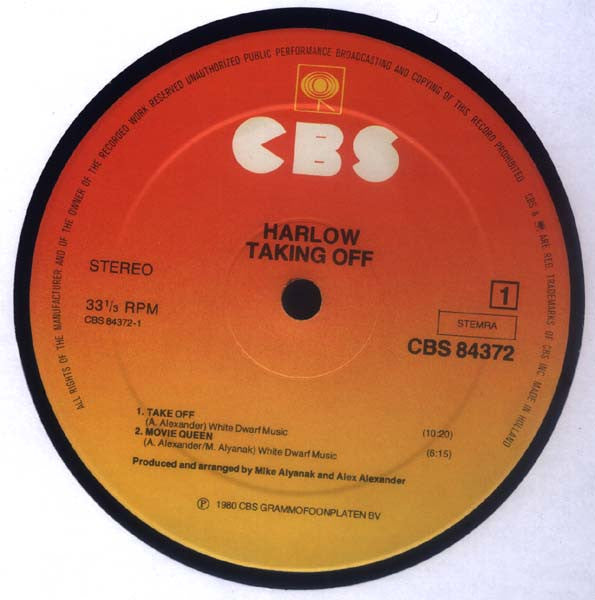 ALL RIGHTS OF THE MANUFACTURER AND OF THE OWNER OF THE RECORDED WORK RESERVED UNAUTHORIZED PUBLIC PERFORMANCE BROADCASTING AND COPYING OF THIS RECORD PROHIBITED. CBS & ARE REG. TRADEMARKS OF CBS INC. MADE IN HOLLAND
CBS
HARLOW
TAKING OFF
STEREO
33 1/3 RPM
CBS 84372-1
1
STEMRA
CBS 84372
1. TAKE OFF
(A. Alexander) White Dwarf Music (10:20)
2. MOVIE QUEEN
(A. Alexander/M. Alyanak) White Dwarf Music (6:15)
Produced and arranged by Mike Alyanak and Alex Alexander
Ⓟ 1980 CBS GRAMMOFOONPLATEN BV